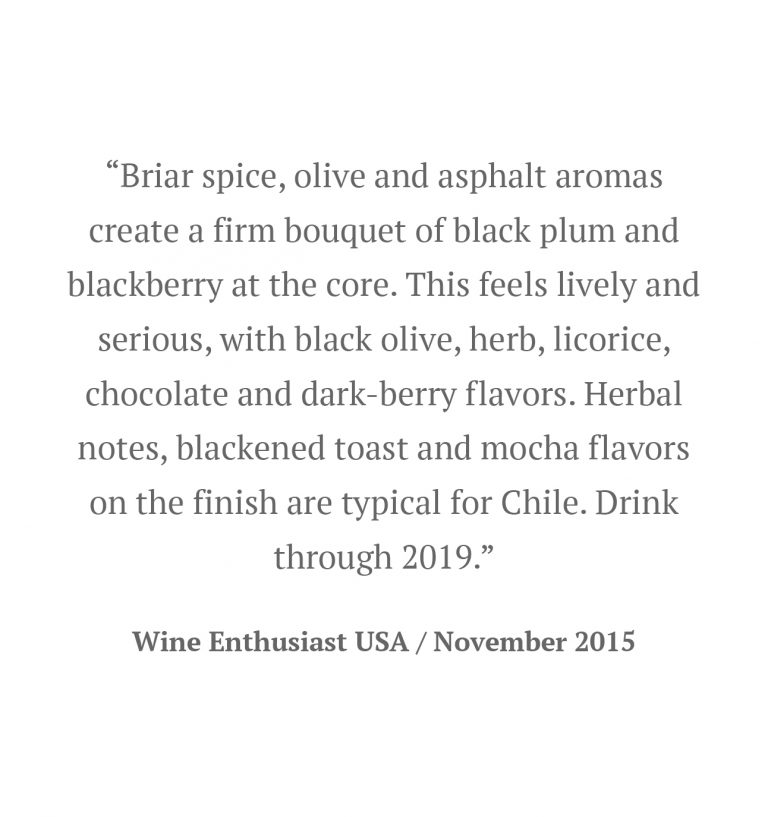 “Briar spice, olive and asphalt aromas
create a firm bouquet of black plum and
blackberry at the core. This feels lively and
serious, with black olive, herb, licorice,
chocolate and dark-berry flavors. Herbal
notes, blackened toast and mocha flavors
on the finish are typical for Chile. Drink
through 2019.”
Wine Enthusiast USA / November 2015